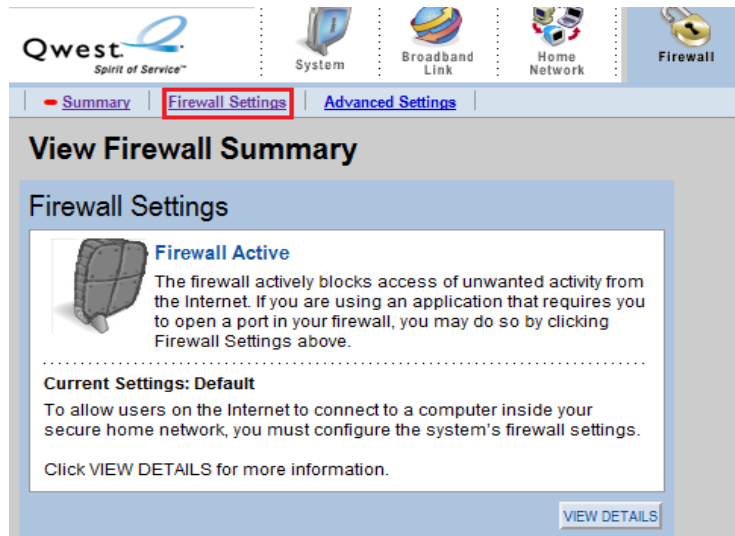 Qwest.
Spirit of Service™
System
Broadband
Link
Home
Network
Firewall
Summary
Firewall Settings
Advanced Settings
View Firewall Summary
Firewall Settings
Firewall Active
The firewall actively blocks access of unwanted activity from
the Internet. If you are using an application that requires you
to open a port in your firewall, you may do so by clicking
Firewall Settings above.
Current Settings: Default
To allow users on the Internet to connect to a computer inside your
secure home network, you must configure the system's firewall settings.
Click VIEW DETAILS for more information.
VIEW DETAILS